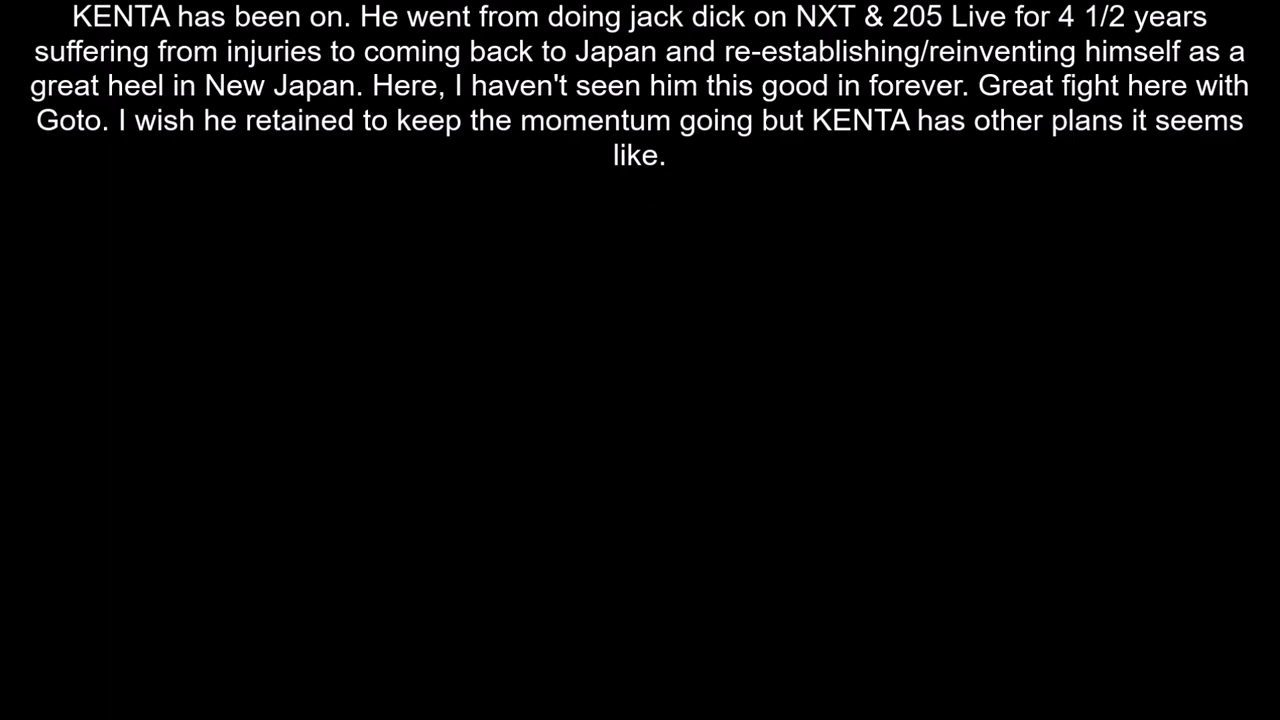 KENTA has been on. He went from doing jack dick on NXT & 205 Live for 4 1/2 years
suffering from injuries to coming back to Japan and re-establishing/reinventing himself as a
great heel in New Japan. Here, I haven't seen him this good in forever. Great fight here with
Goto. I wish he retained to keep the momentum going but KENTA has other plans it seems
like.